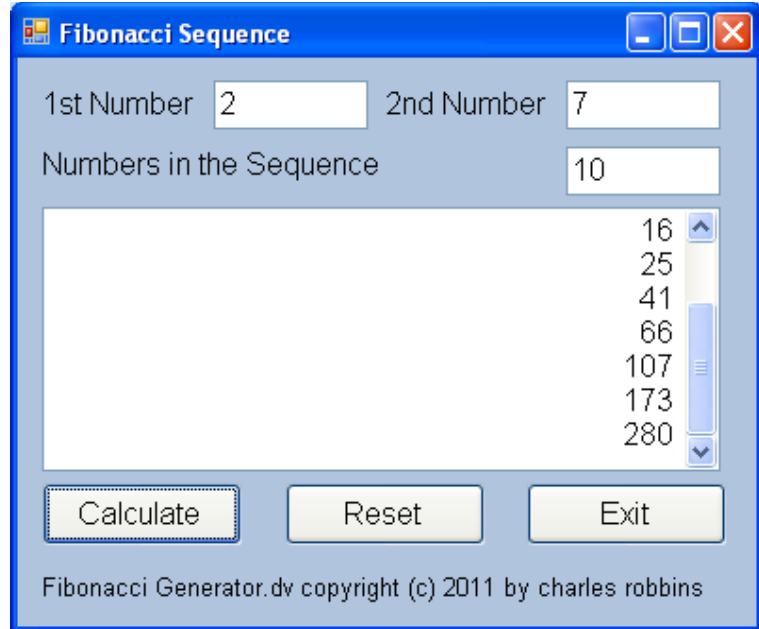 Fibonacci Sequence
1st Number 2 2nd Number 7
Numbers in the Sequence 10
16
25
41
66
107
173
280
Calculate Reset Exit
Fibonacci Generator.dv copyright (c) 2011 by charles robbins